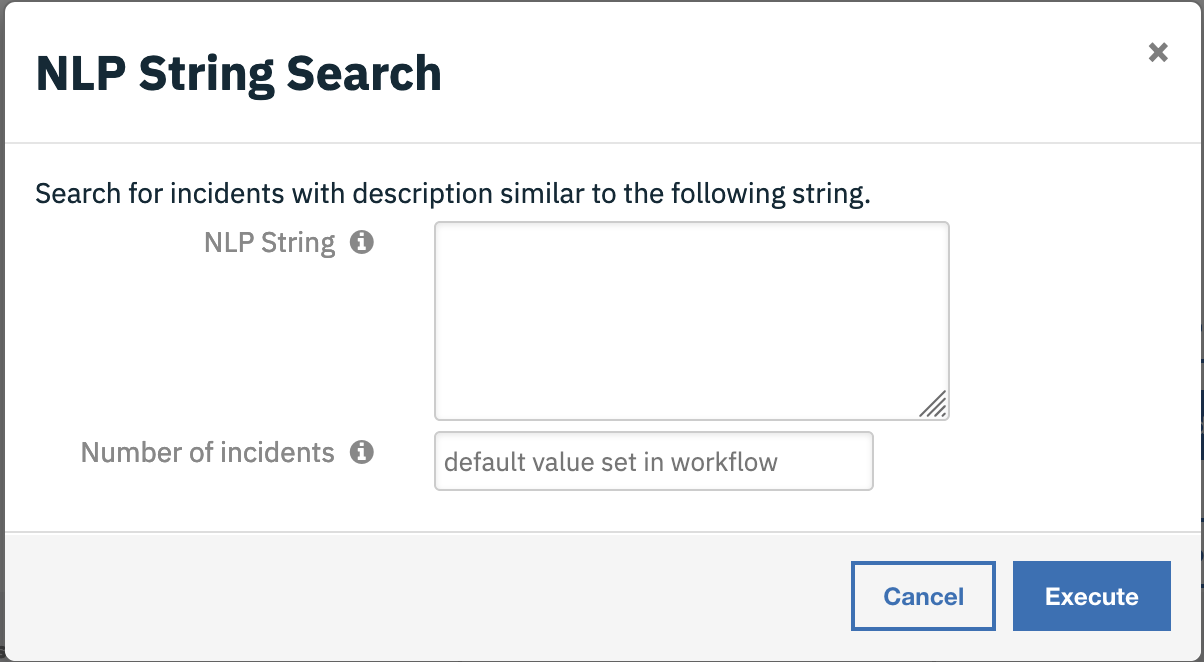 NLP String Search
Search for incidents with description similar to the following string.
NLP String
Number of incidents
default value set in workflow
Cancel
Execute